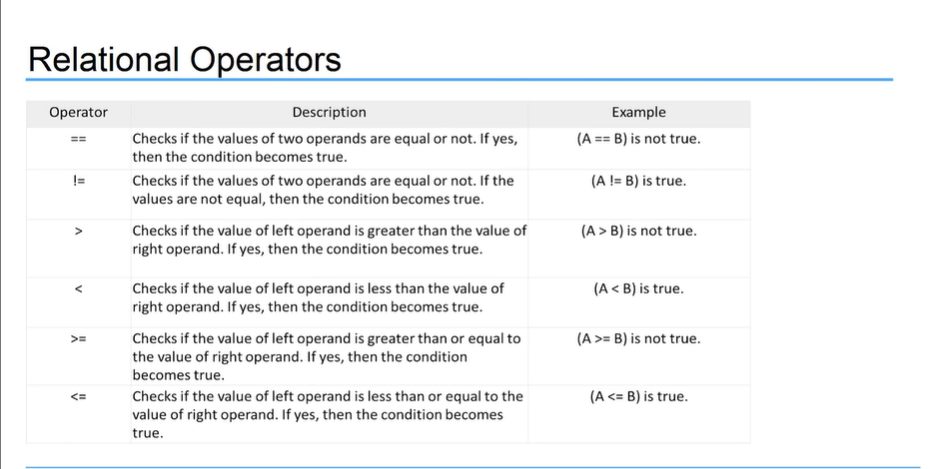 Relational Operators
Operator Description Example
== Checks if the values of two operands are equal or not. If yes, (A == B) is not true.
then the condition becomes true.
!= Checks if the values of two operands are equal or not. If the (A != B) is true.
values are not equal, then the condition becomes true.
> Checks if the value of left operand is greater than the value of (A > B) is not true.
right operand. If yes, then the condition becomes true.
< Checks if the value of left operand is less than the value of (A < B) is true.
right operand. If yes, then the condition becomes true.
>= Checks if the value of left operand is greater than or equal to (A >= B) is not true.
the value of right operand. If yes, then the condition
becomes true.
<= Checks if the value of left operand is less than or equal to the (A <= B) is true.
value of right operand. If yes, then the condition becomes
true.